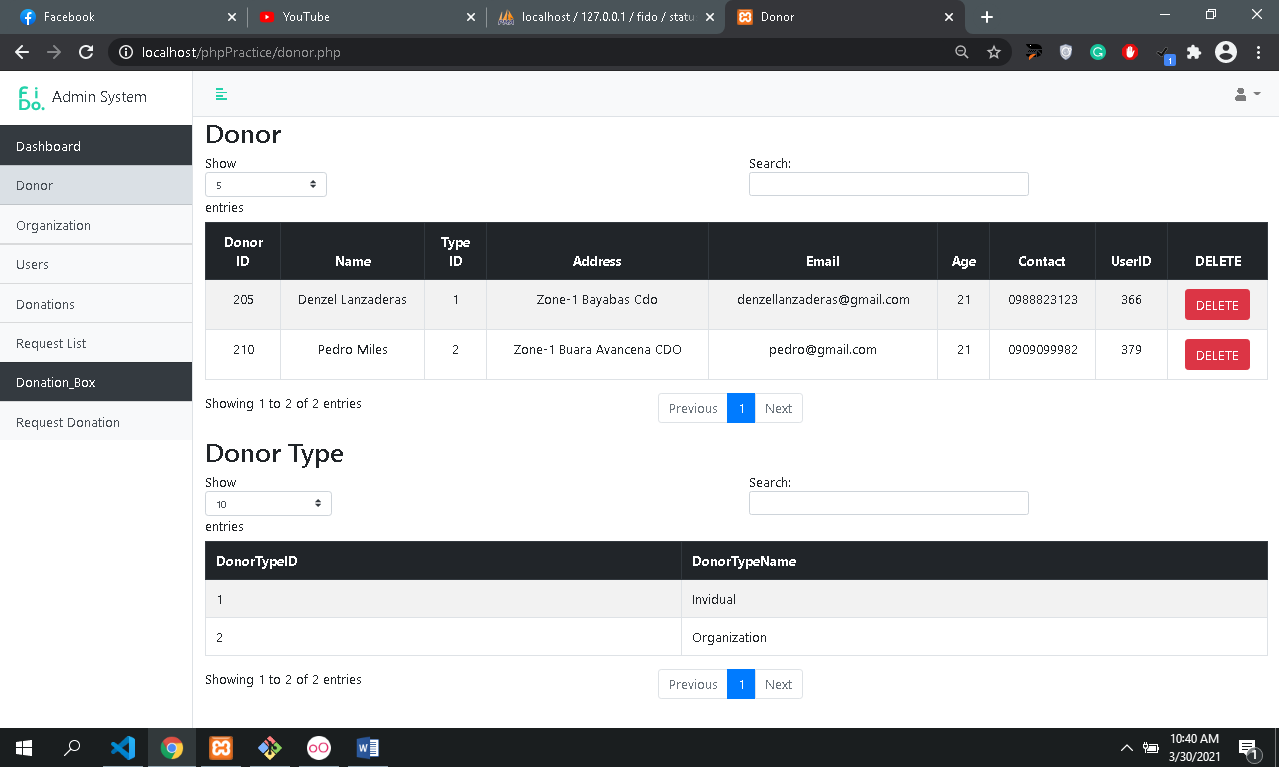 Facebook
YouTube
localhost / 127.0.0.1 / fido / statu
Donor
localhost/phpPractice/donor.php
1
Fi Do. Admin System
Dashboard
Donor
Organization
Users
Donations
Request List
Donation_Box
Request Donation
Donor
Show
5
entries
Search:
Donor ID Name Type ID Address Email Age Contact UserID DELETE
205 Denzel Lanzaderas 1 Zone-1 Bayabas Cdo denzellanzaderas@gmail.com 21 0988823123 366 DELETE
210 Pedro Miles 2 Zone-1 Buara Avancena CDO pedro@gmail.com 21 0909099982 379 DELETE
Showing 1 to 2 of 2 entries
Previous 1 Next
Donor Type
Show
10
entries
Search:
DonorTypeID DonorTypeName
1 Invidual
2 Organization
Showing 1 to 2 of 2 entries
Previous 1 Next
10:40 AM
3/30/2021
1